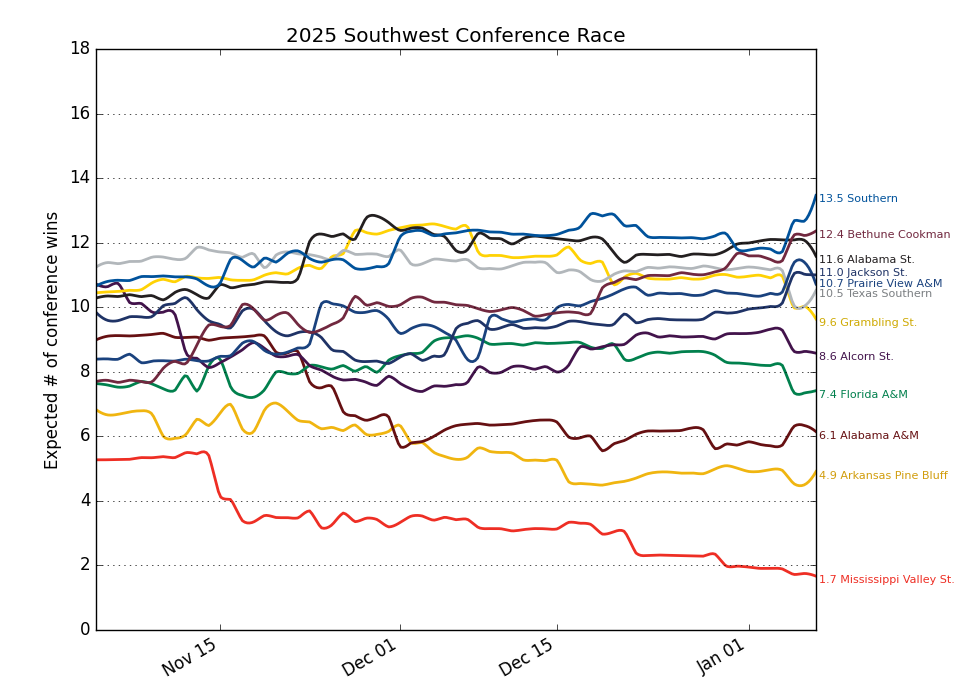 2025 Southwest Conference Race
Expected # of conference wins
18
16
14
12
10
8
6
4
2
0
Nov 15
Dec 01
Dec 15
Jan 01
13.5 Southern
12.4 Bethune Cookman
11.6 Alabama St.
11.0 Jackson St.
10.7 Prairie View A&M
10.5 Texas Southern
9.6 Grambling St.
8.6 Alcorn St.
7.4 Florida A&M
6.1 Alabama A&M
4.9 Arkansas Pine Bluff
1.7 Mississippi Valley St.